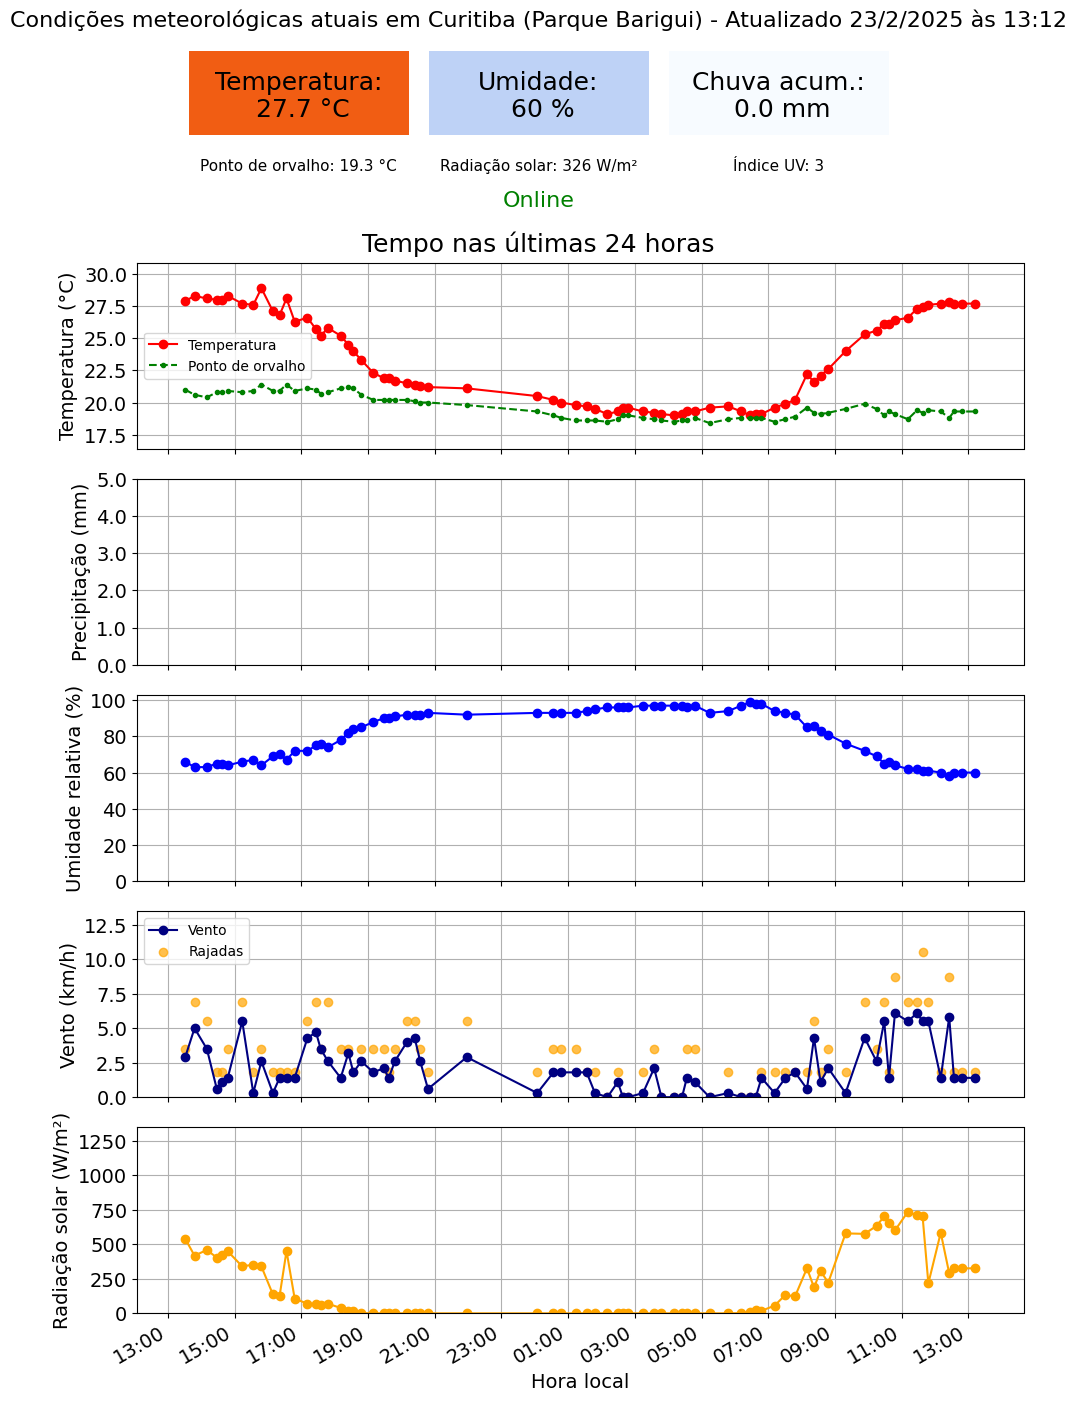 Condições meteorológicas atuais em Curitiba (Parque Barigui) - Atualizado 23/2/2025 às 13:12
Temperatura:
27.7 °C
Umidade:
60 %
Chuva acum.:
0.0 mm
Ponto de orvalho: 19.3 °C
Radiação solar: 326 W/m²
Índice UV: 3
Online
Tempo nas últimas 24 horas
Temperatura (°C)
30.0
27.5
25.0
22.5
20.0
17.5
Temperatura
Ponto de orvalho
Precipitação (mm)
5.0
4.0
3.0
2.0
1.0
0.0
Umidade relativa (%)
100
80
60
40
20
0
Vento (km/h)
12.5
10.0
7.5
5.0
2.5
0.0
Vento
Rajadas
Radiação solar (W/m²)
1250
1000
750
500
250
0
13:00
15:00
17:00
19:00
21:00
23:00
01:00
03:00
05:00
07:00
09:00
11:00
13:00
Hora local